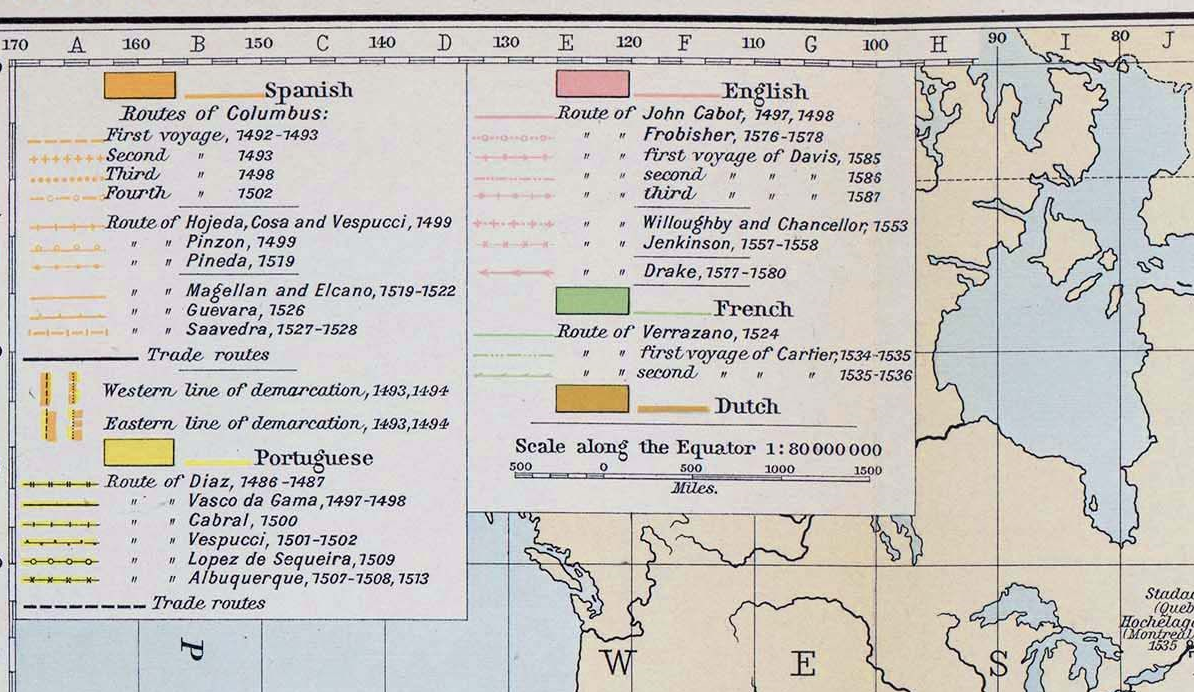 170 A 160 B 150 C 140 D 130 E 120 F 110 G 100 H 90 I 80 J
Spanish
Routes of Columbus:
First voyage, 1492-1493
Second " 1493
Third " 1498
Fourth " 1502
Route of Hojeda, Cosa and Vespucci, 1499
" " Pinzon, 1499
" " Pineda, 1519
" " Magellan and Elcano, 1519-1522
" " Guevara, 1526
" " Saavedra, 1527-1528
Trade routes
Western line of demarcation, 1493, 1494
Eastern line of demarcation, 1493, 1494
Portuguese
Route of Diaz, 1486-1487
" " Vasco da Gama, 1497-1498
" " Cabral, 1500
" " Vespucci, 1501-1502
" " Lopez de Sequeira, 1509
" " Albuquerque, 1507-1508, 1513
Trade routes
English
Route of John Cabot, 1497, 1498
" " Frobisher, 1576-1578
" " first voyage of Davis, 1585
" " second " " " 1586
" " third " " " 1587
" " Willoughby and Chancellor, 1553
" " Jenkinson, 1557-1558
" " Drake, 1577-1580
French
Route of Verrazano, 1524
" " first voyage of Cartier, 1534-1535
" " second " " " 1535-1536
Dutch
Scale along the Equator 1:80000000
500 0 500 1000 1500
Miles.
Stada
(Queb
Hochelag
(Montreal
1535
P
W E S